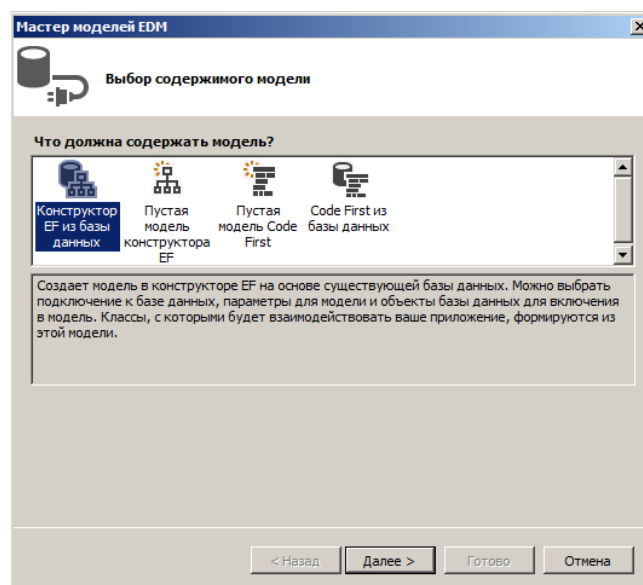 Мастер моделей EDM
Выбор содержимого модели
Что должна содержать модель?
Конструктор EF из базы данных
Пустая модель конструктора EF
Пустая модель Code First
Code First из базы данных
Создает модель в конструкторе EF на основе существующей базы данных. Можно выбрать
подключение к базе данных, параметры для модели и объекты базы данных для включения
в модель. Классы, с которыми будет взаимодействовать ваше приложение, формируются из
этой модели.
< Назад
Далее >
Готово
Отмена